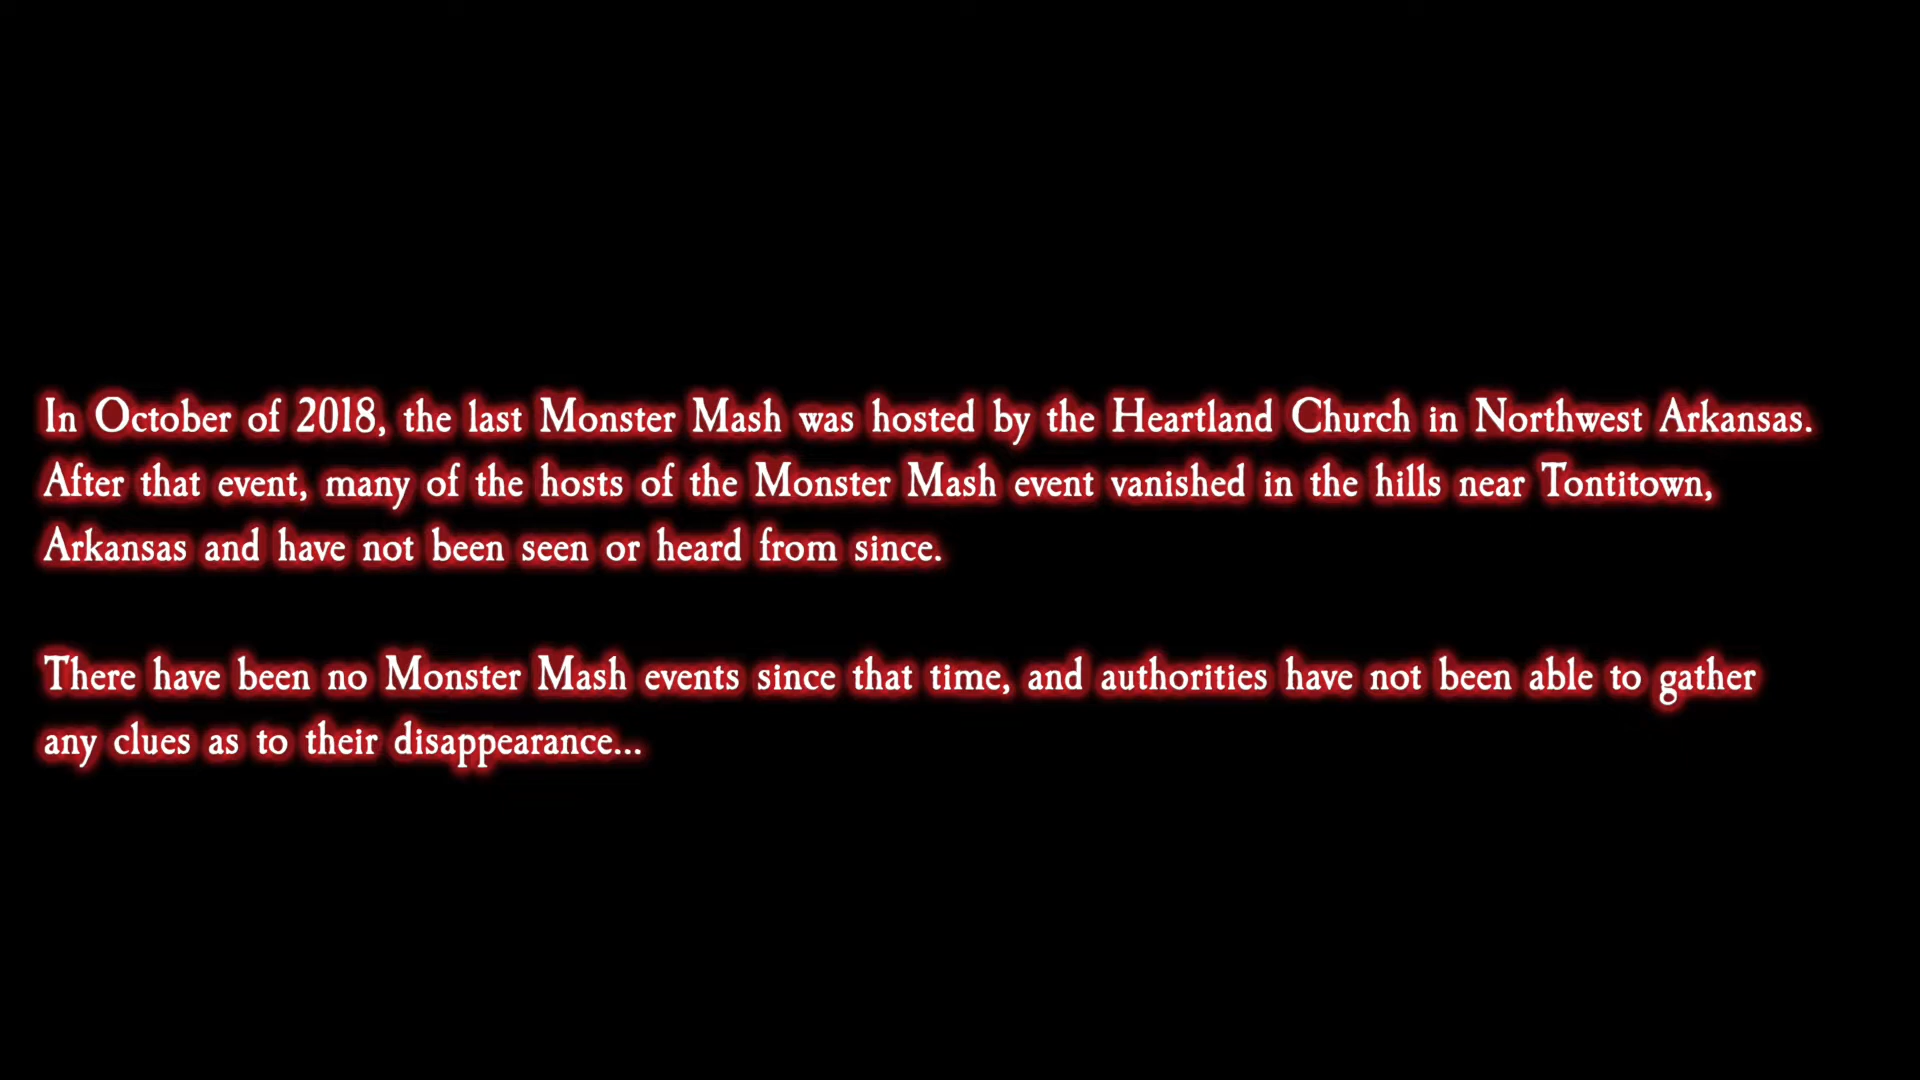 In October of 2018, the last Monster Mash was hosted by the Heartland Church in Northwest Arkansas.
After that event, many of the hosts of the Monster Mash event vanished in the hills near Tontitown,
Arkansas and have not been seen or heard from since.
There have been no Monster Mash events since that time, and authorities have not been able to gather
any clues as to their disappearance...